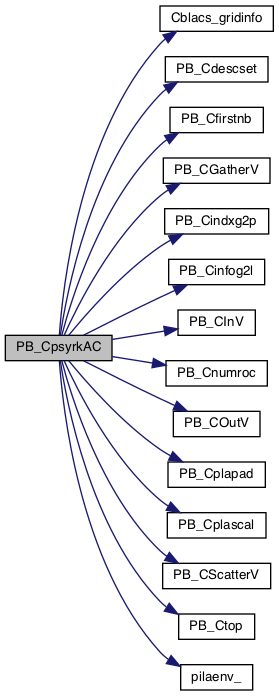 Cblacs_gridinfo
PB_Cdescset
PB_Cfirstnb
PB_CGatherV
PB_Cindxg2p
PB_Cinfog2l
PB_CpsyrkAC
PB_CInV
PB_Cnumroc
PB_COutV
PB_Cplapad
PB_Cplascal
PB_CScatterV
PB_Ctop
pilaenv_